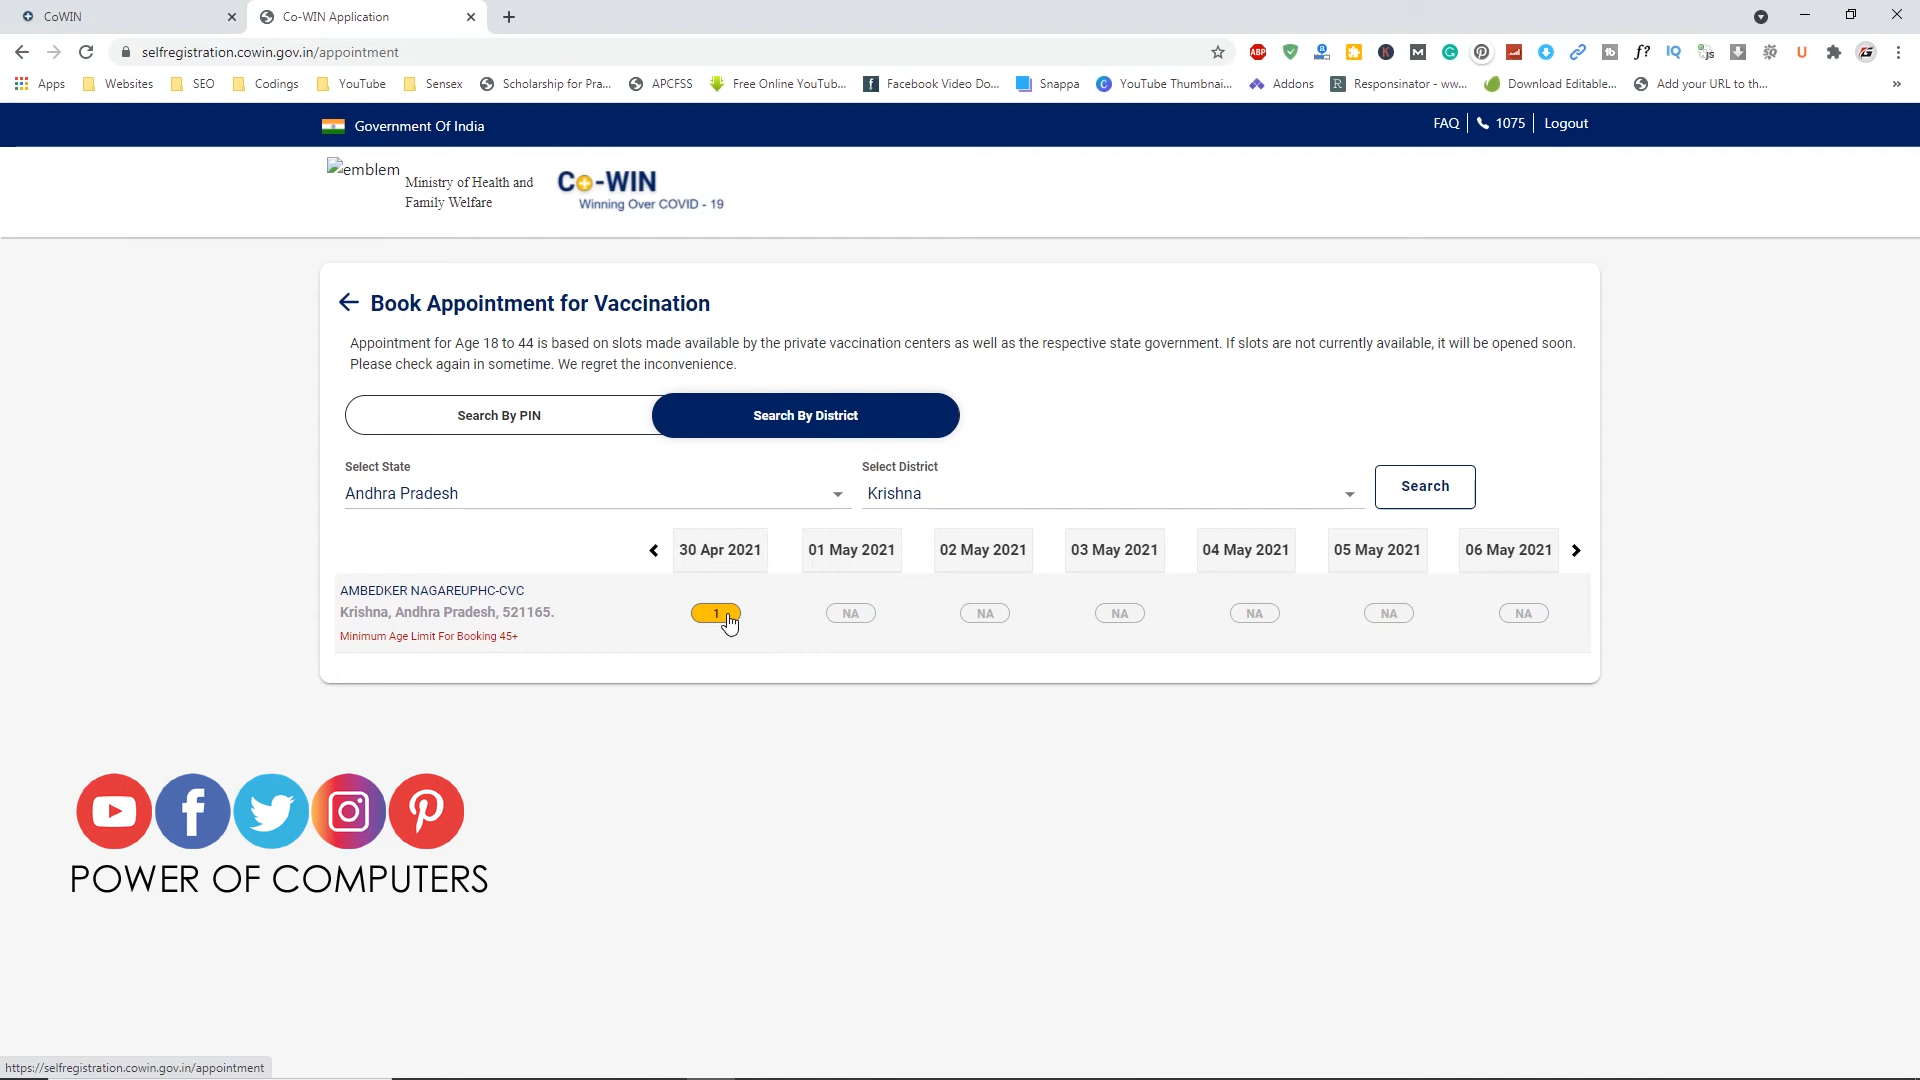 CoWIN
Co-WIN Application
selfregistration.cowin.gov.in/appointment
Apps
Websites
SEO
Codings
YouTube
Sensex
Scholarship for Pra...
APCFSS
Free Online YouTub...
Facebook Video Do...
Snappa
YouTube Thumbnai...
Addons
Responsinator - ww...
Download Editable...
Add your URL to th...
Government Of India
FAQ
1075
Logout
emblem
Ministry of Health and
Family Welfare
Co-WIN
Winning Over COVID - 19
Book Appointment for Vaccination
Appointment for Age 18 to 44 is based on slots made available by the private vaccination centers as well as the respective state government. If slots are not currently available, it will be opened soon.
Please check again in sometime. We regret the inconvenience.
Search By PIN
Search By District
Select State
Select District
Andhra Pradesh
Krishna
Search
30 Apr 2021
01 May 2021
02 May 2021
03 May 2021
04 May 2021
05 May 2021
06 May 2021
AMBEDKER NAGAREUPHC-CVC
Krishna, Andhra Pradesh, 521165.
Minimum Age Limit For Booking 45+
1
NA
NA
NA
NA
NA
NA
POWER OF COMPUTERS
https://selfregistration.cowin.gov.in/appointment